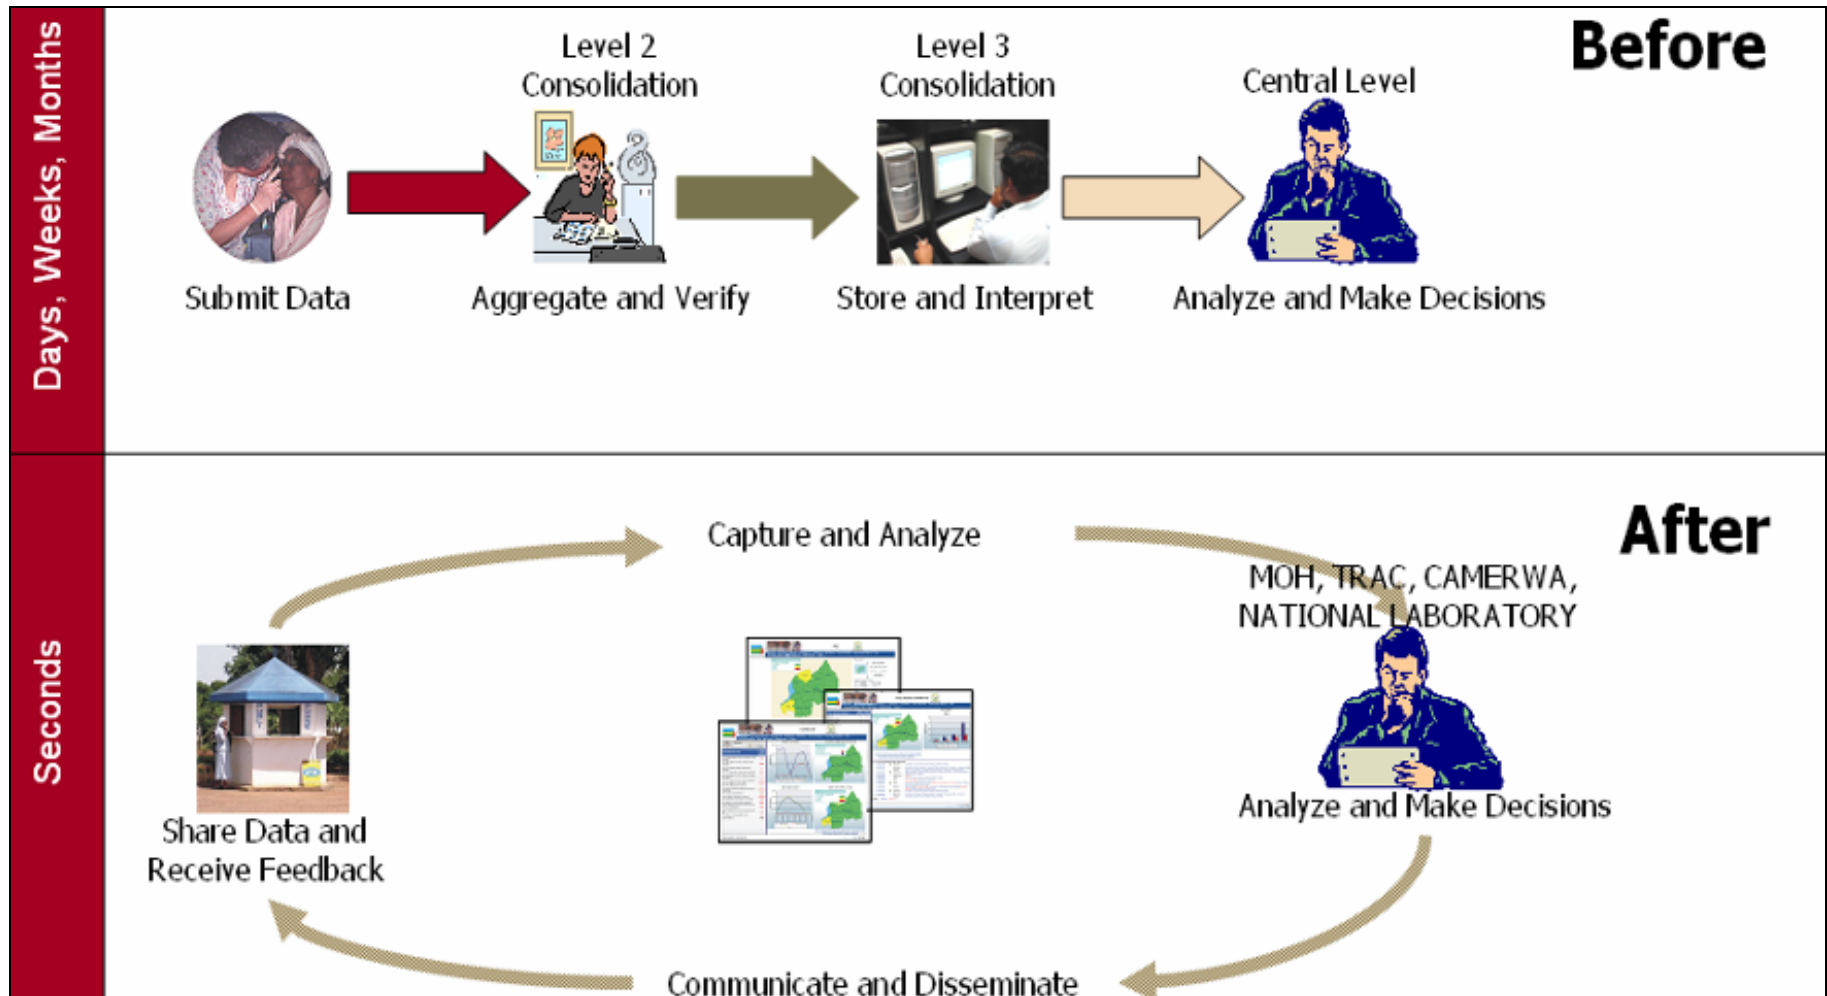 Before
Days, Weeks, Months
Level 2
Consolidation
Level 3
Consolidation
Central Level
Submit Data
Aggregate and Verify
Store and Interpret
Analyze and Make Decisions
After
Seconds
Capture and Analyze
MOH, TRAC, CAMERWA,
NATIONAL LABORATORY
Share Data and
Receive Feedback
Analyze and Make Decisions
Communicate and Disseminate